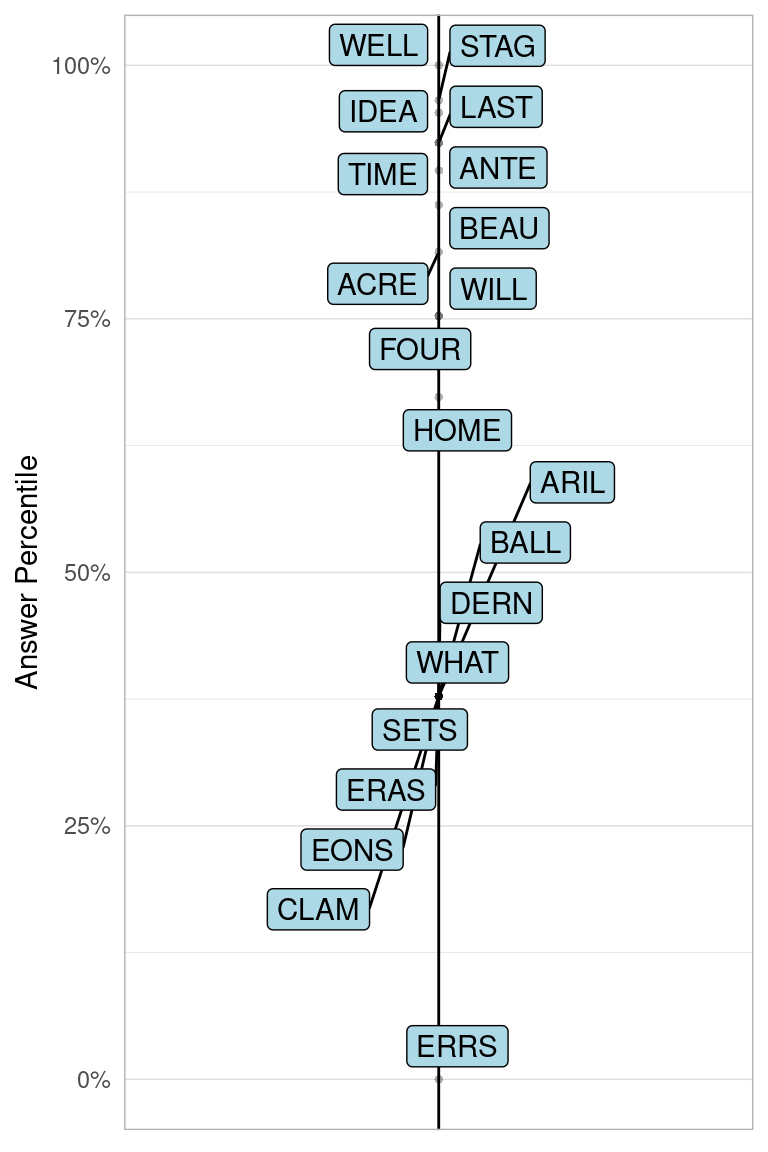 WELL
STAG
100%
IDEA
LAST
TIME
ANTE
BEAU
ACRE
WILL
75%
FOUR
HOME
ARIL
BALL
50%
DERN
WHAT
SETS
ERAS
25%
EONS
CLAM
ERRS
0%
Answer Percentile